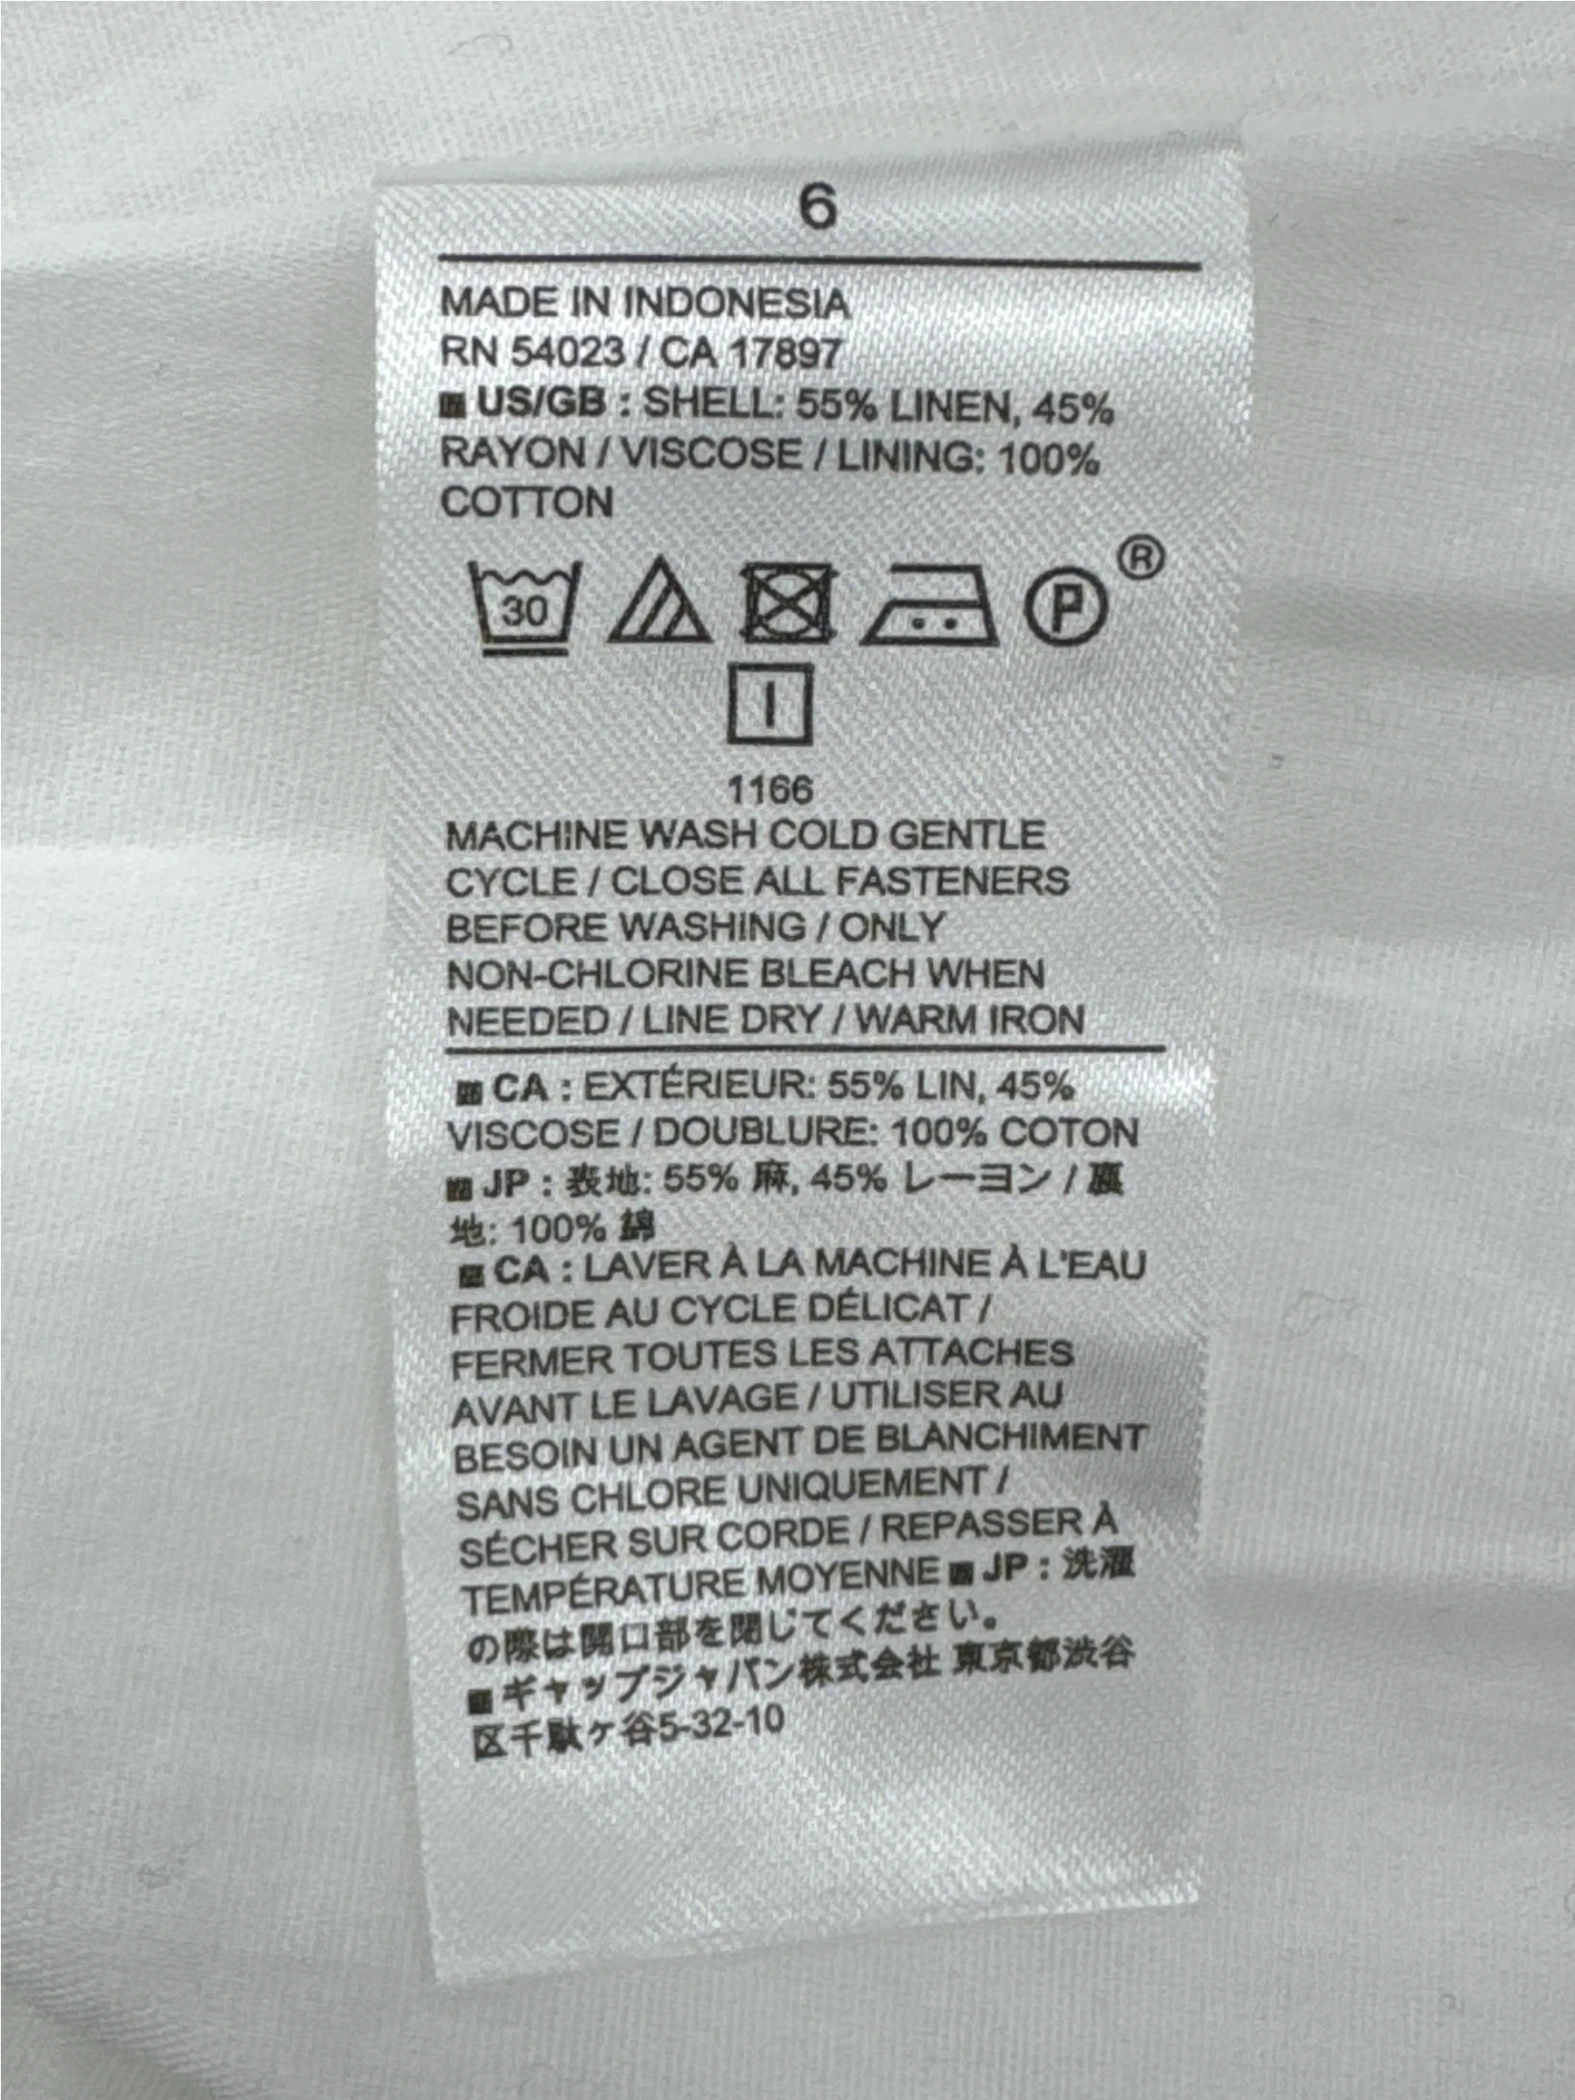 6
MADE IN INDONESIA
RN 54023 / CA 17897
US/GB : SHELL: 55% LINEN, 45%
RAYON / VISCOSE / LINING: 100%
COTTON
30
P ®
1166
MACHINE WASH COLD GENTLE
CYCLE / CLOSE ALL FASTENERS
BEFORE WASHING / ONLY
NON-CHLORINE BLEACH WHEN
NEEDED / LINE DRY / WARM IRON
CA : EXTÉRIEUR: 55% LIN, 45%
VISCOSE / DOUBLURE: 100% COTON
JP : 表地: 55% 麻, 45% レーヨン / 裏
地: 100% 綿
CA : LAVER À LA MACHINE À L'EAU
FROIDE AU CYCLE DÉLICAT /
FERMER TOUTES LES ATTACHES
AVANT LE LAVAGE / UTILISER AU
BESOIN UN AGENT DE BLANCHIMENT
SANS CHLORE UNIQUEMENT /
SÉCHER SUR CORDE / REPASSER À
TEMPÉRATURE MOYENNE JP : 洗濯
の際は開口部を閉じてください。
ギャップジャパン株式会社 東京都渋谷
区千駄ヶ谷5-32-10